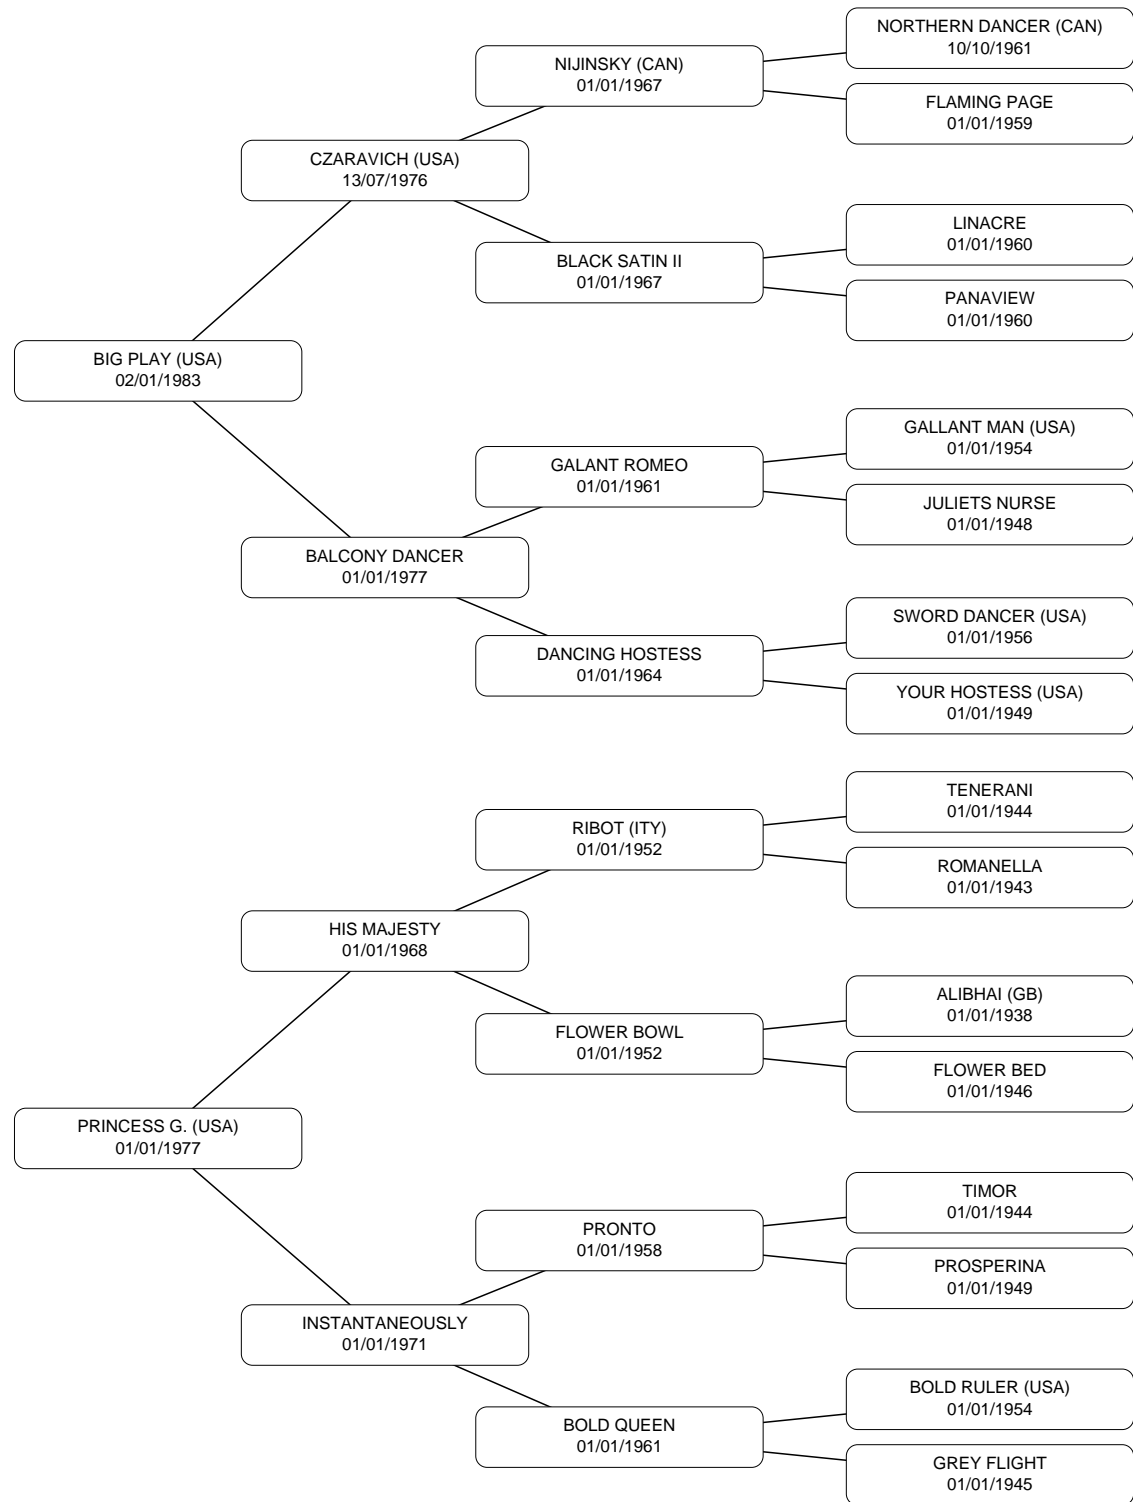 NORTHERN DANCER (CAN)
10/10/1961
NIJINSKY (CAN)
01/01/1967
FLAMING PAGE
01/01/1959
CZARAVICH (USA)
13/07/1976
LINACRE
01/01/1960
BLACK SATIN II
01/01/1967
PANAVIEW
01/01/1960
BIG PLAY (USA)
02/01/1983
GALLANT MAN (USA)
01/01/1954
GALANT ROMEO
01/01/1961
JULIETS NURSE
01/01/1948
BALCONY DANCER
01/01/1977
SWORD DANCER (USA)
01/01/1956
DANCING HOSTESS
01/01/1964
YOUR HOSTESS (USA)
01/01/1949
TENERANI
01/01/1944
RIBOT (ITY)
01/01/1952
ROMANELLA
01/01/1943
HIS MAJESTY
01/01/1968
ALIBHAI (GB)
01/01/1938
FLOWER BOWL
01/01/1952
FLOWER BED
01/01/1946
PRINCESS G. (USA)
01/01/1977
TIMOR
01/01/1944
PRONTO
01/01/1958
PROSPERINA
01/01/1949
INSTANTANEOUSLY
01/01/1971
BOLD RULER (USA)
01/01/1954
BOLD QUEEN
01/01/1961
GREY FLIGHT
01/01/1945